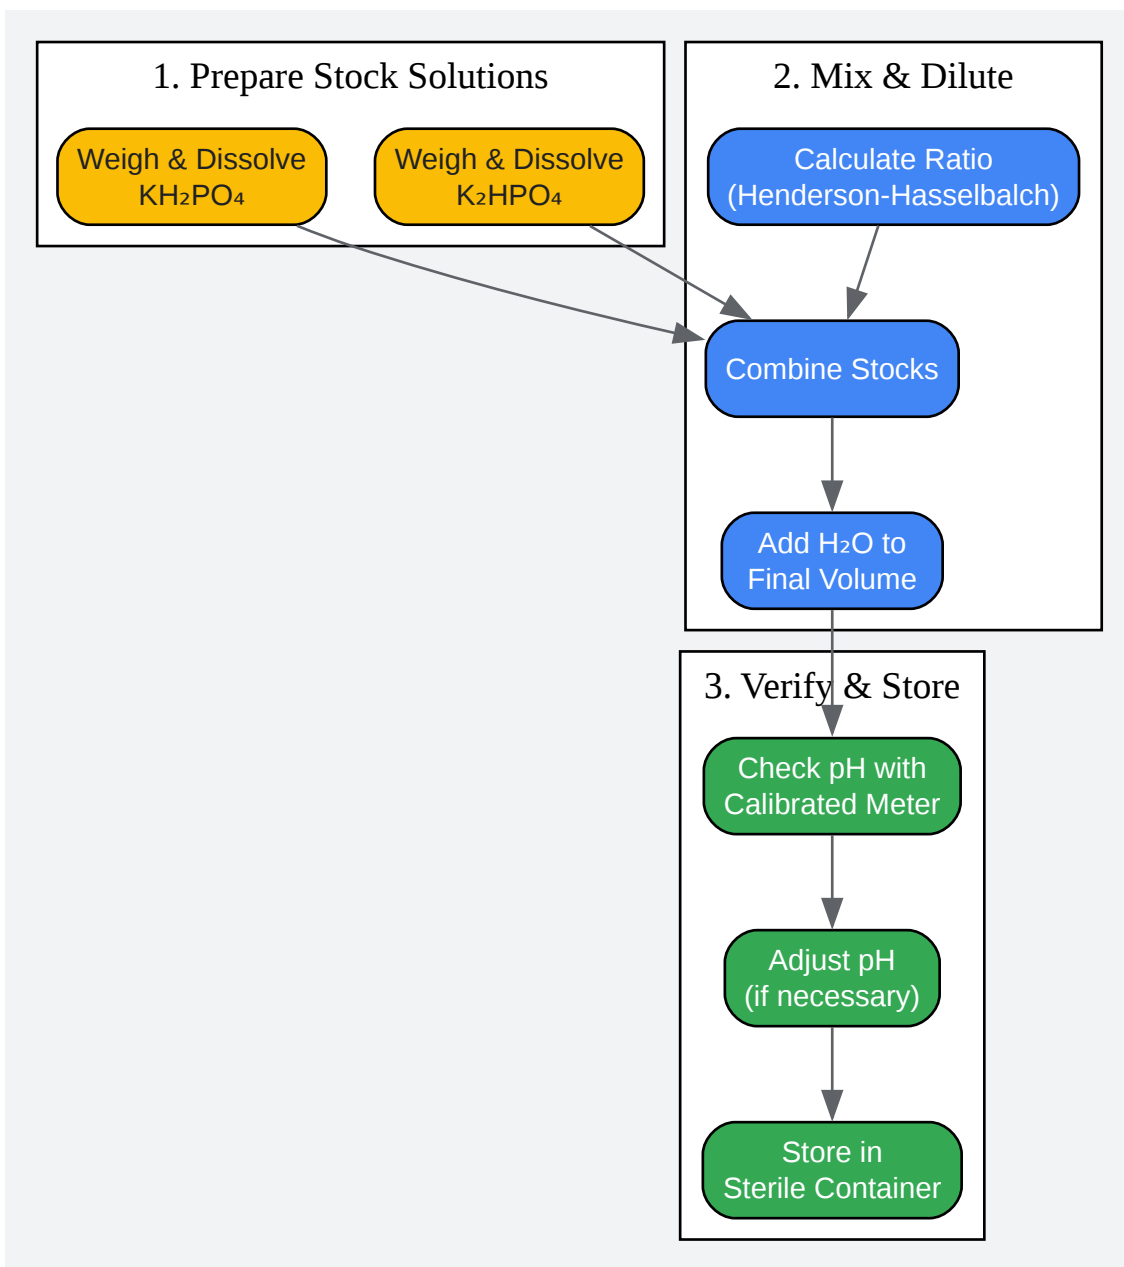 1. Prepare Stock Solutions
Weigh & Dissolve
KH₂PO₄
Weigh & Dissolve
K₂HPO₄
2. Mix & Dilute
Calculate Ratio
(Henderson-Hasselbalch)
Combine Stocks
Add H₂O to
Final Volume
3. Verify & Store
Check pH with
Calibrated Meter
Adjust pH
(if necessary)
Store in
Sterile Container